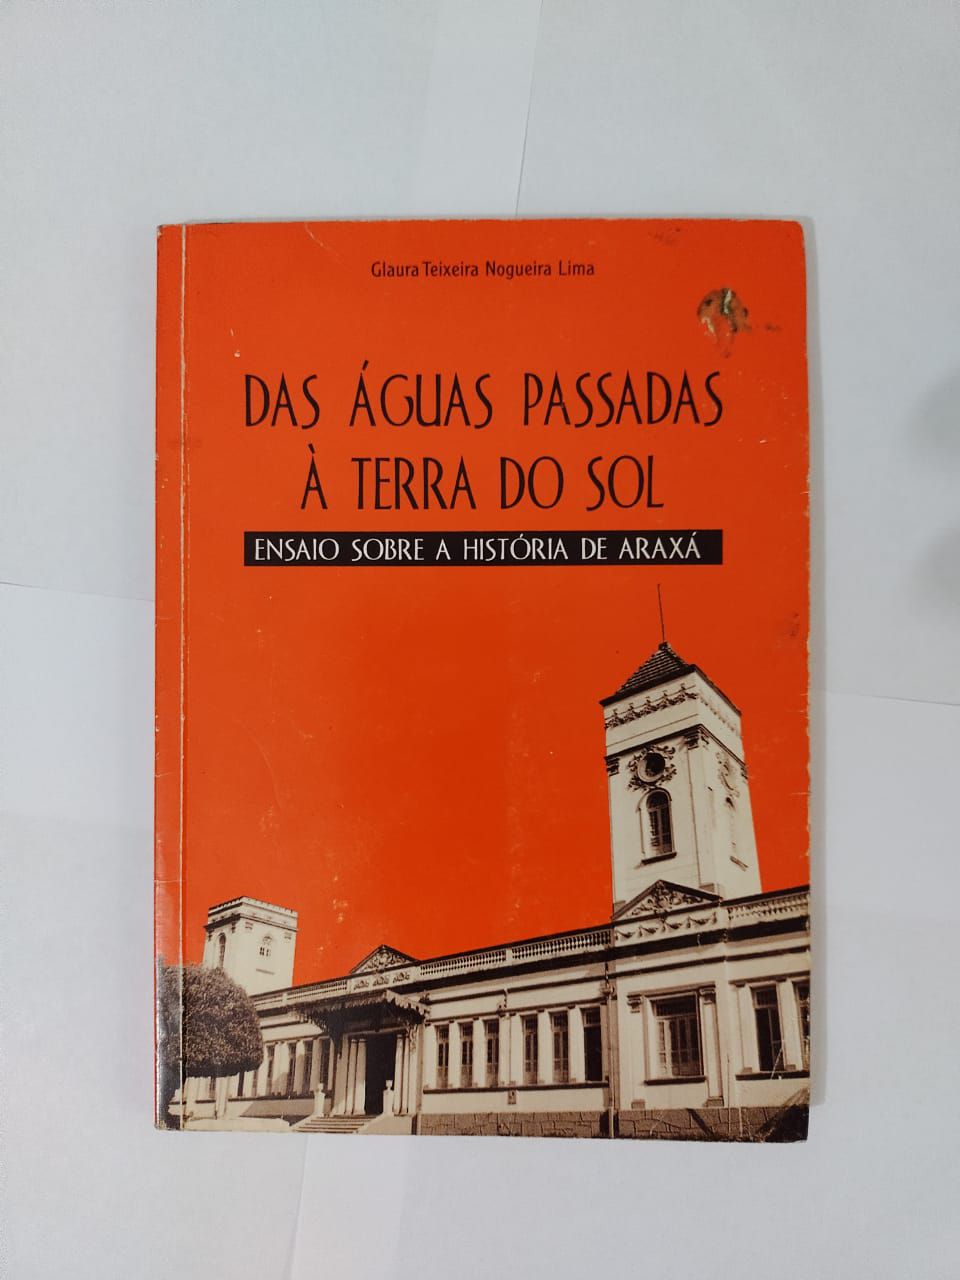 Glaura Teixeira Nogueira Lima
DAS ÁGUAS PASSADAS
À TERRA DO SOL
ENSAIO SOBRE A HISTÓRIA DE ARAXÁ